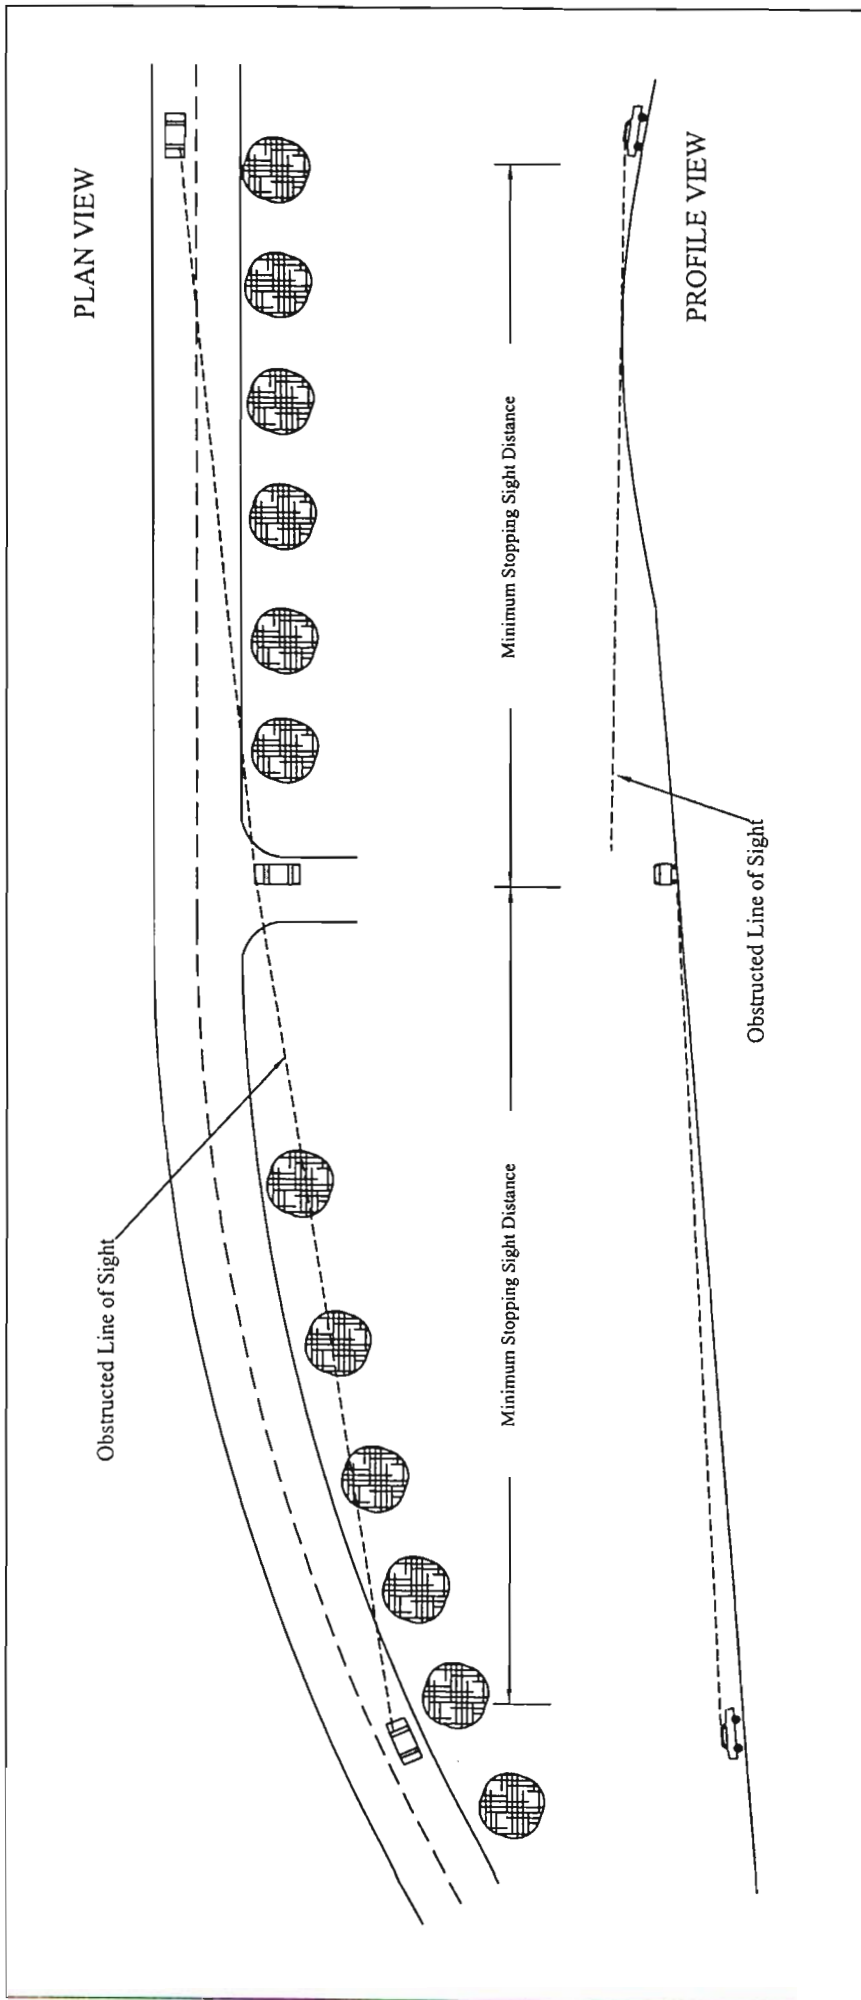 PLAN VIEW
Obstructed Line of Sight
Minimum Stopping Sight Distance
Minimum Stopping Sight Distance
Obstructed Line of Sight
PROFILE VIEW